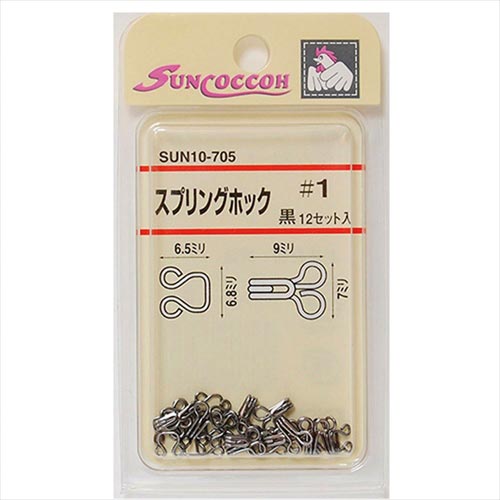 SUNCOCCOH
SUN10-705
スプリングホック #1
黒 12セット入
6.5ミリ 9ミリ
6.8ミリ 7ミリ